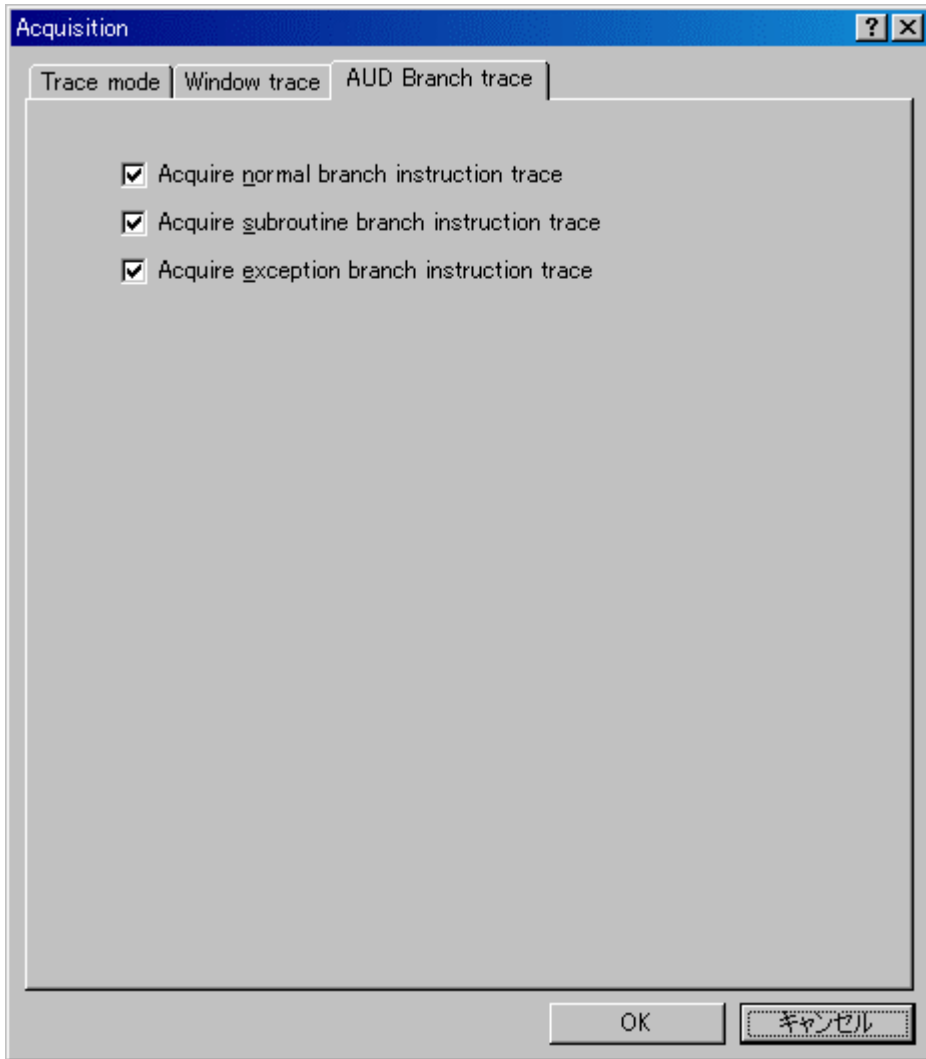 Acquisition
Trace mode Window trace AUD Branch trace
Acquire normal branch instruction trace
Acquire subroutine branch instruction trace
Acquire exception branch instruction trace
OK キャンセル